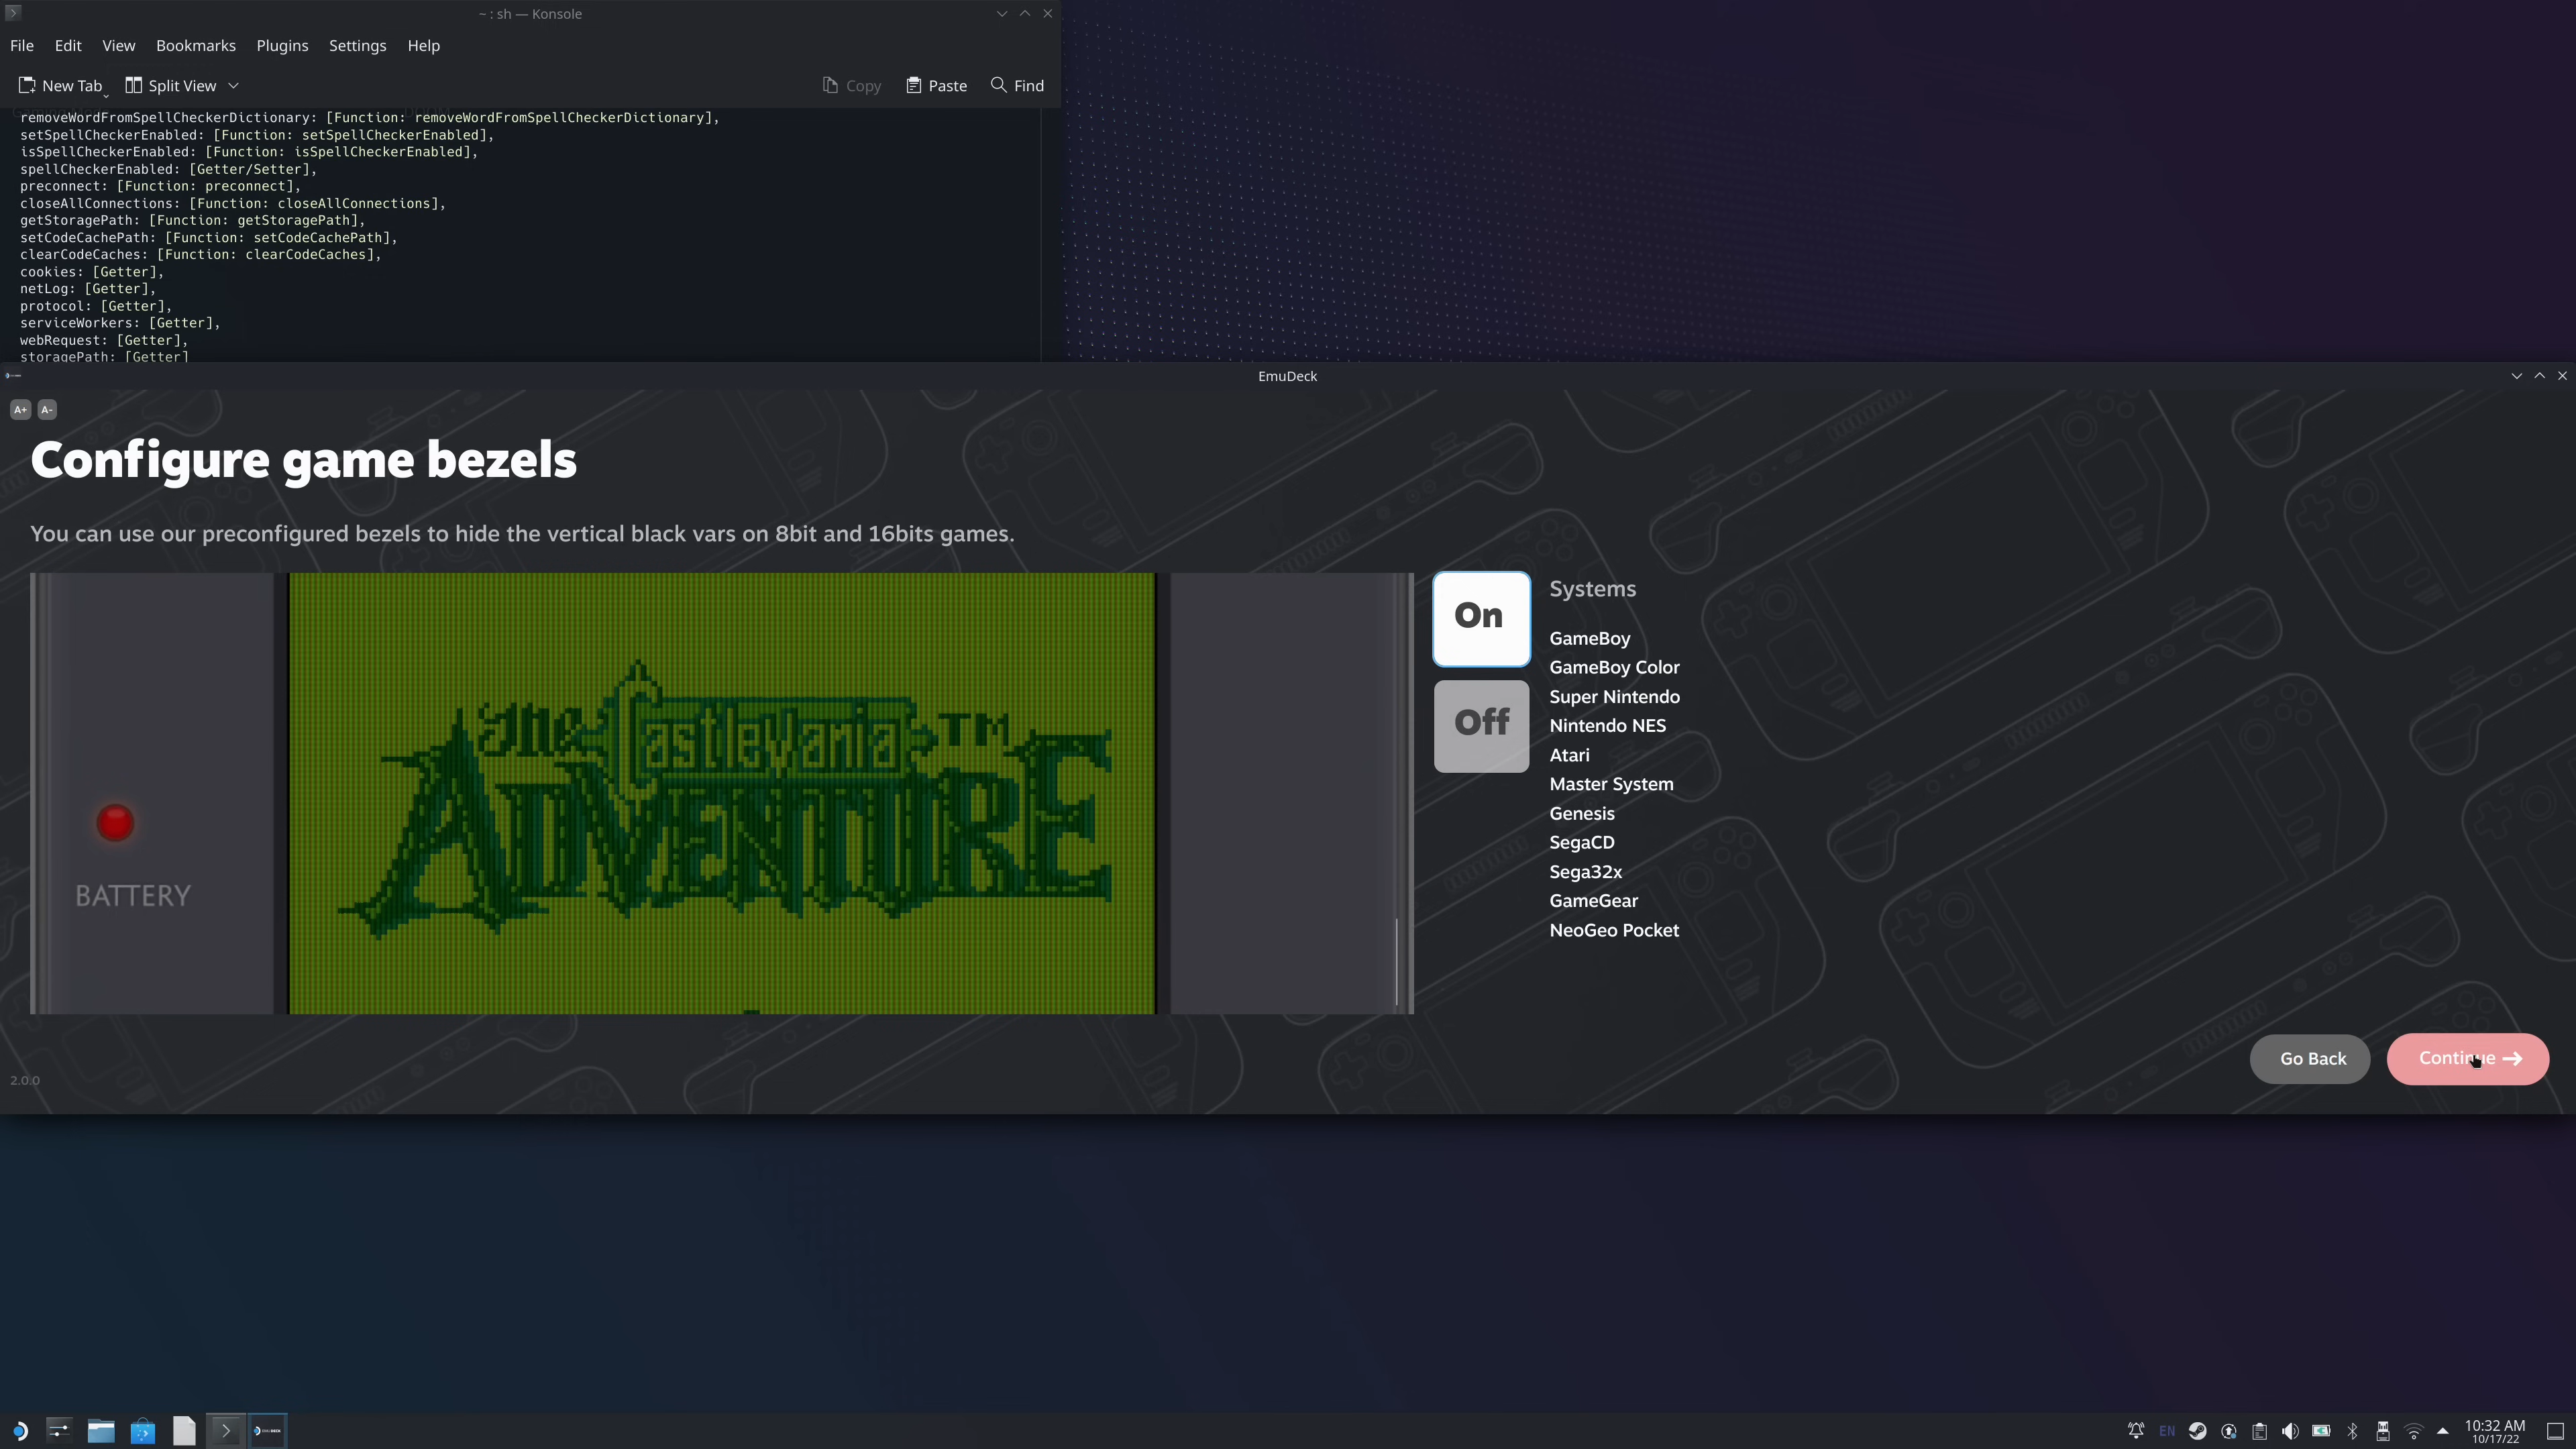 ~ : sh — Konsole
File Edit View Bookmarks Plugins Settings Help
New Tab Split View Copy Paste Find
removeWordFromSpellCheckerDictionary: [Function: removeWordFromSpellCheckerDictionary],
setSpellCheckerEnabled: [Function: setSpellCheckerEnabled],
isSpellCheckerEnabled: [Function: isSpellCheckerEnabled],
spellCheckerEnabled: [Getter/Setter],
preconnect: [Function: preconnect],
closeAllConnections: [Function: closeAllConnections],
getStoragePath: [Function: getStoragePath],
setCodeCachePath: [Function: setCodeCachePath],
clearCodeCaches: [Function: clearCodeCaches],
cookies: [Getter],
netLog: [Getter],
protocol: [Getter],
serviceWorkers: [Getter],
webRequest: [Getter],
storagePath: [Getter]
EmuDeck
A+ A-
Configure game bezels
You can use our preconfigured bezels to hide the vertical black vars on 8bit and 16bits games.
The Castlevania TM
Adventure
BATTERY
On
Off
Systems
GameBoy
GameBoy Color
Super Nintendo
Nintendo NES
Atari
Master System
Genesis
SegaCD
Sega32x
GameGear
NeoGeo Pocket
Go Back
Continue
2.0.0
EN
10:32 AM
10/17/22